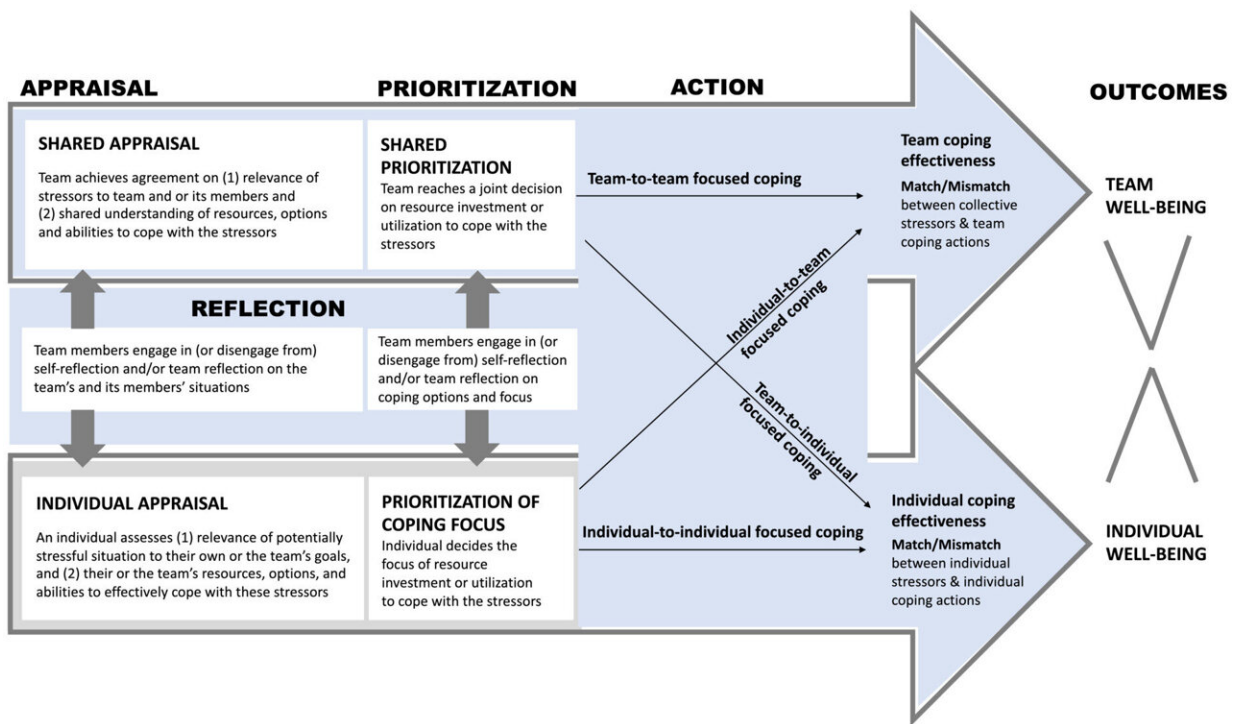 APPRAISAL
PRIORITIZATION
ACTION
OUTCOMES
SHARED APPRAISAL
Team achieves agreement on (1) relevance of
stressors to team and or its members and
(2) shared understanding of resources, options
and abilities to cope with the stressors
SHARED
PRIORITIZATION
Team reaches a joint decision
on resource investment or
utilization to cope with the
stressors
Team-to-team focused coping
Team coping
effectiveness
Match/Mismatch
between collective
stressors & team
coping actions
TEAM
WELL-BEING
REFLECTION
Team members engage in (or disengage from)
self-reflection and/or team reflection on the
team's and its members' situations
Team members engage in (or
disengage from) self-reflection
and/or team reflection on
coping options and focus
Individual-to-team
focused coping
Team-to-individual
focused coping
INDIVIDUAL APPRAISAL
An individual assesses (1) relevance of potentially
stressful situation to their own or the team's goals,
and (2) their or the team's resources, options, and
abilities to effectively cope with these stressors
PRIORITIZATION OF
COPING FOCUS
Individual decides the
focus of resource
investment or utilization
to cope with the stressors
Individual-to-individual focused coping
Individual coping
effectiveness
Match/Mismatch
between individual
stressors & individual
coping actions
INDIVIDUAL
WELL-BEING